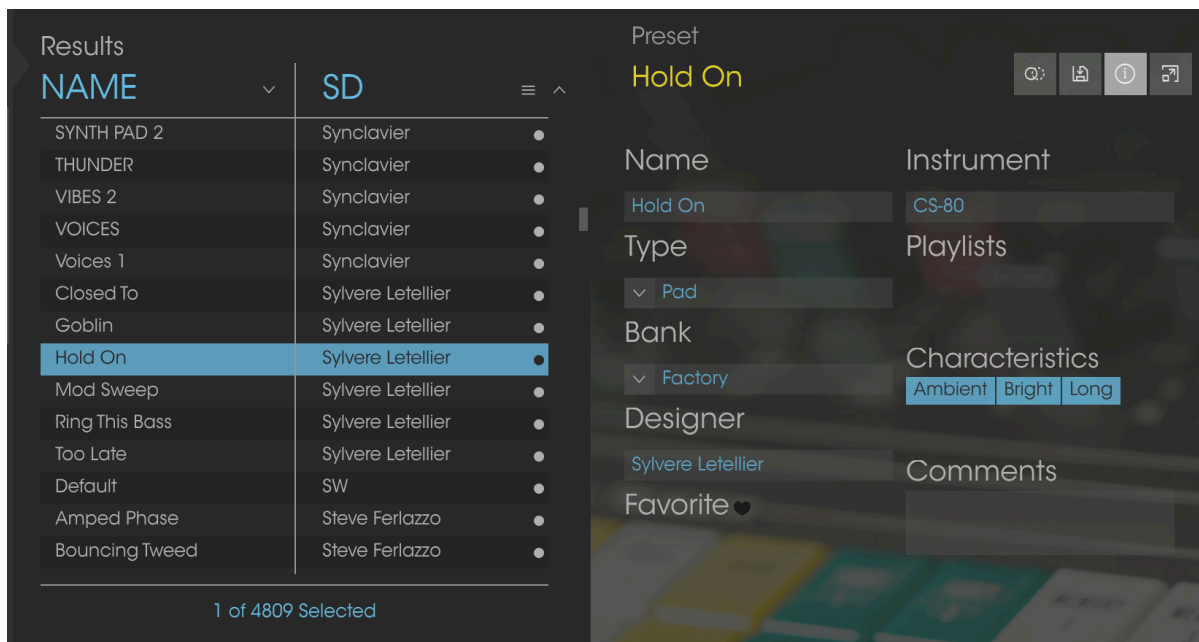 Results
NAME SD
SYNTH PAD 2 Synclavier
THUNDER Synclavier
VIBES 2 Synclavier
VOICES Synclavier
Voices 1 Synclavier
Closed To Sylvere Letellier
Goblin Sylvere Letellier
Hold On Sylvere Letellier
Mod Sweep Sylvere Letellier
Ring This Bass Sylvere Letellier
Too Late Sylvere Letellier
Default SW
Amped Phase Steve Ferlazzo
Bouncing Tweed Steve Ferlazzo
1 of 4809 Selected
Preset
Hold On
Name
Hold On
Type
Pad
Bank
Factory
Designer
Sylvere Letellier
Favorite
Instrument
CS-80
Playlists
Characteristics
Ambient Bright Long
Comments